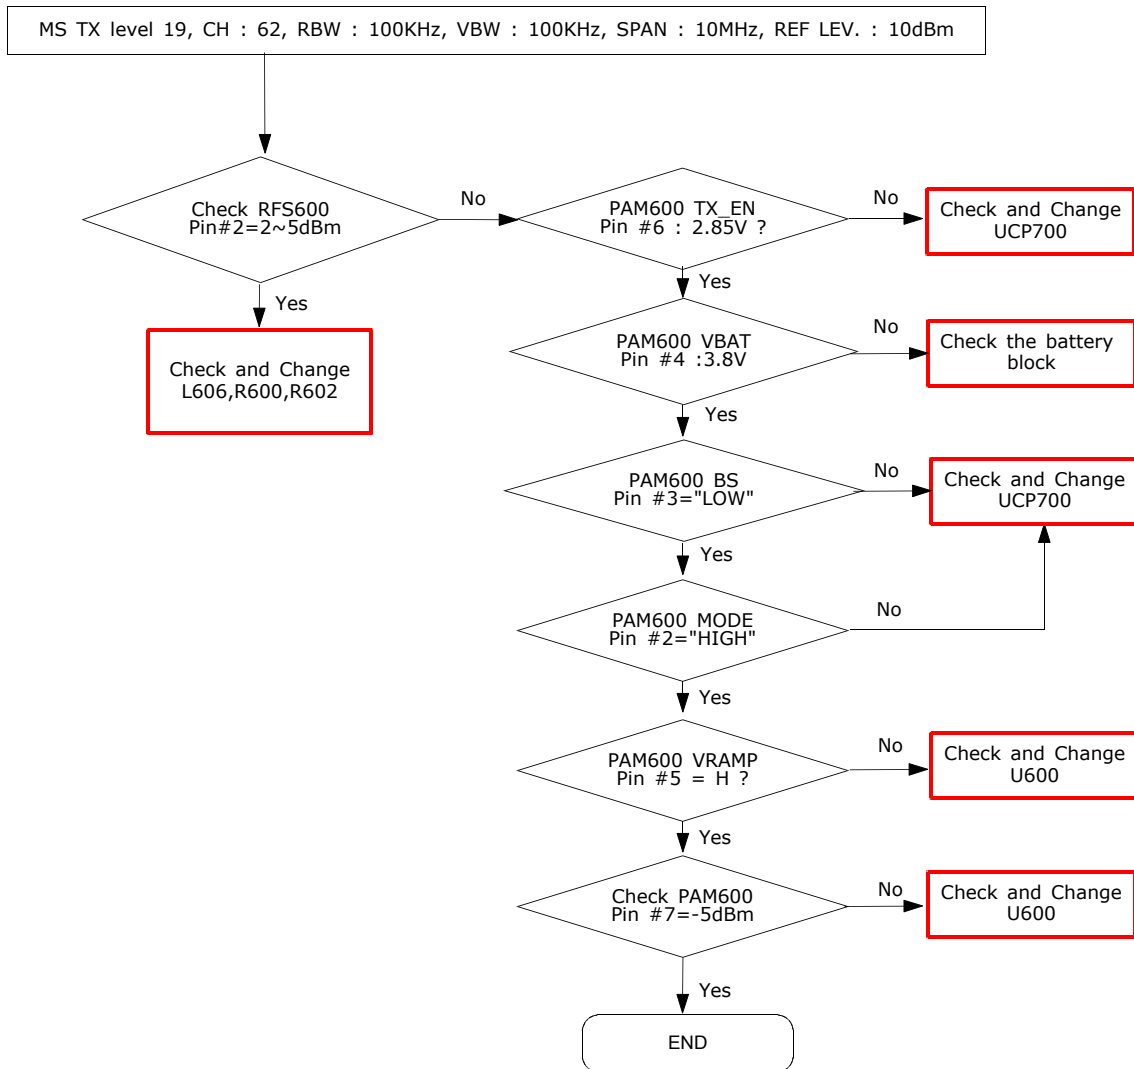 MS TX level 19, CH : 62, RBW : 100KHz, VBW : 100KHz, SPAN : 10MHz, REF LEV. : 10dBm
Check RFS600
Pin#2=2~5dBm
No
PAM600 TX_EN
Pin #6 : 2.85V ?
No
Check and Change
UCP700
Yes
Check and Change
L606,R600,R602
Yes
PAM600 VBAT
Pin #4 :3.8V
No
Check the battery
block
Yes
PAM600 BS
Pin #3="LOW"
No
Check and Change
UCP700
Yes
PAM600 MODE
Pin #2="HIGH"
No
Yes
PAM600 VRAMP
Pin #5 = H ?
No
Check and Change
U600
Yes
Check PAM600
Pin #7=-5dBm
No
Check and Change
U600
Yes
END